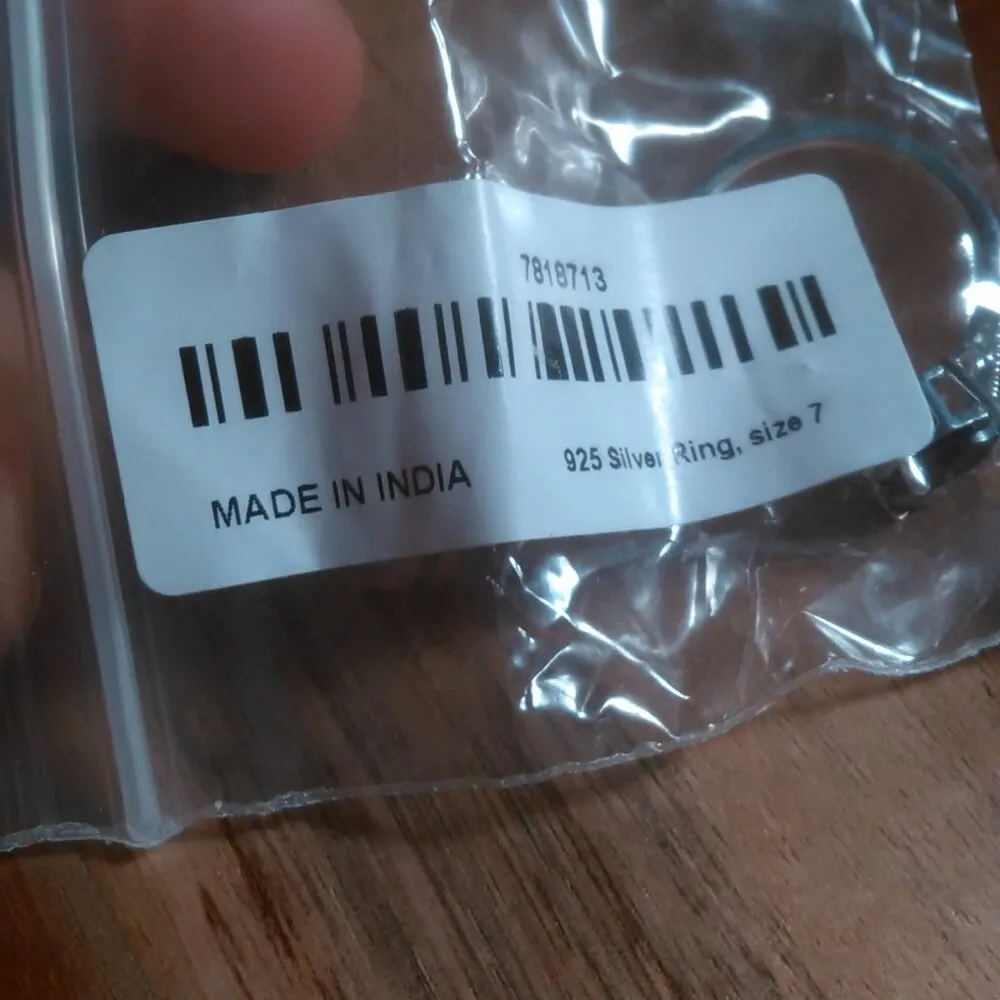 7818713
MADE IN INDIA
925 Silver Ring, size 7